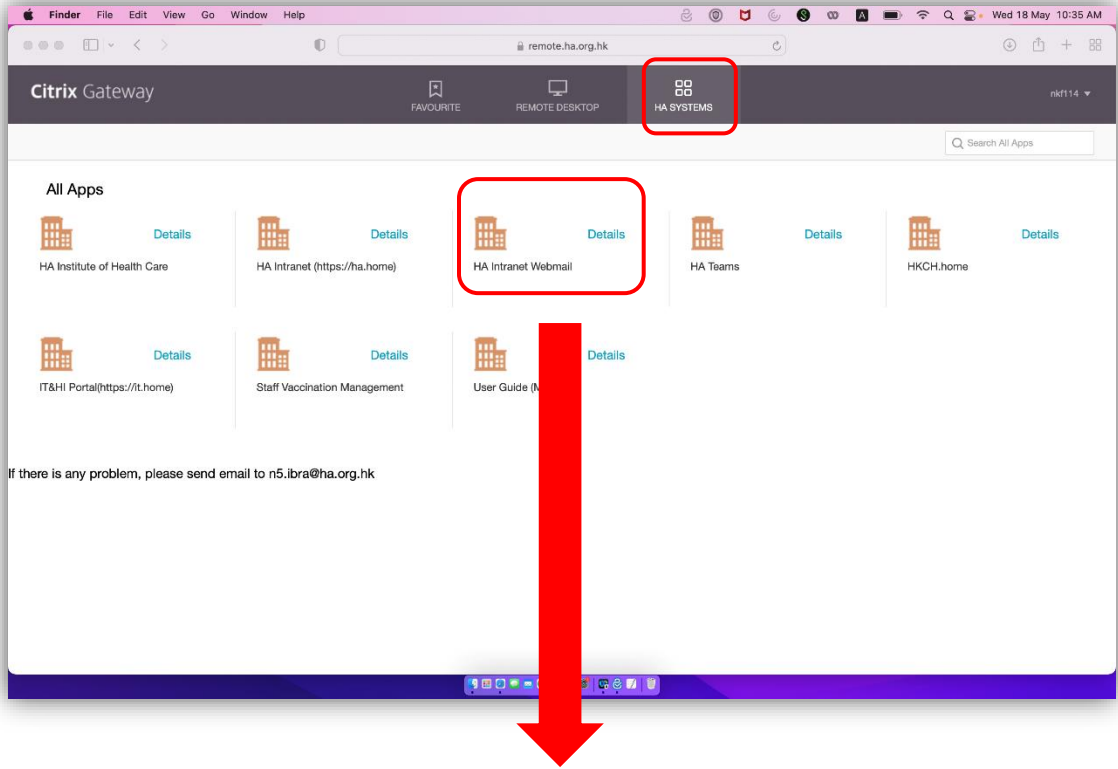 Finder File Edit View Go Window Help Wed 18 May 10:35 AM
remote.ha.org.hk
Citrix Gateway
FAVOURITE REMOTE DESKTOP HA SYSTEMS nkf114
Search All Apps
All Apps
Details Details Details Details Details
HA Institute of Health Care HA Intranet (https://ha.home) HA Intranet Webmail HA Teams HKCH.home
Details Details Details
IT&HI Portal(https://it.home) Staff Vaccination Management User Guide
If there is any problem, please send email to n5.ibra@ha.org.hk